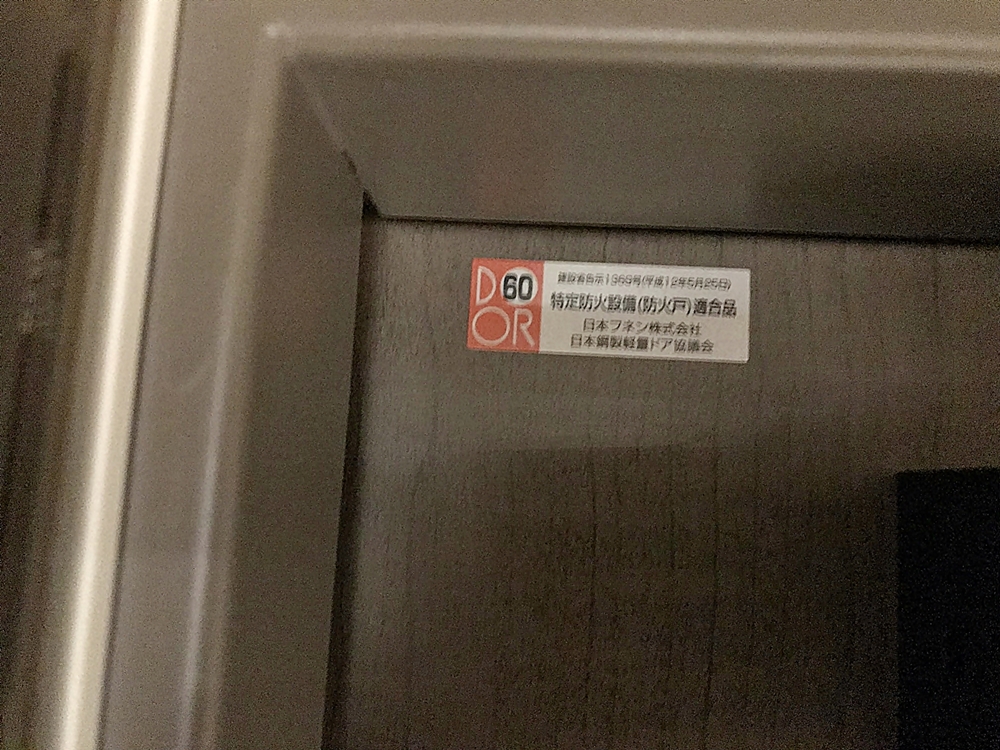 DO60
OR
建設省告示1369号(平成12年5月25日)
特定防火設備(防火戸)適合品
日本フネン株式会社
日本鋼製軽量ドア協議会